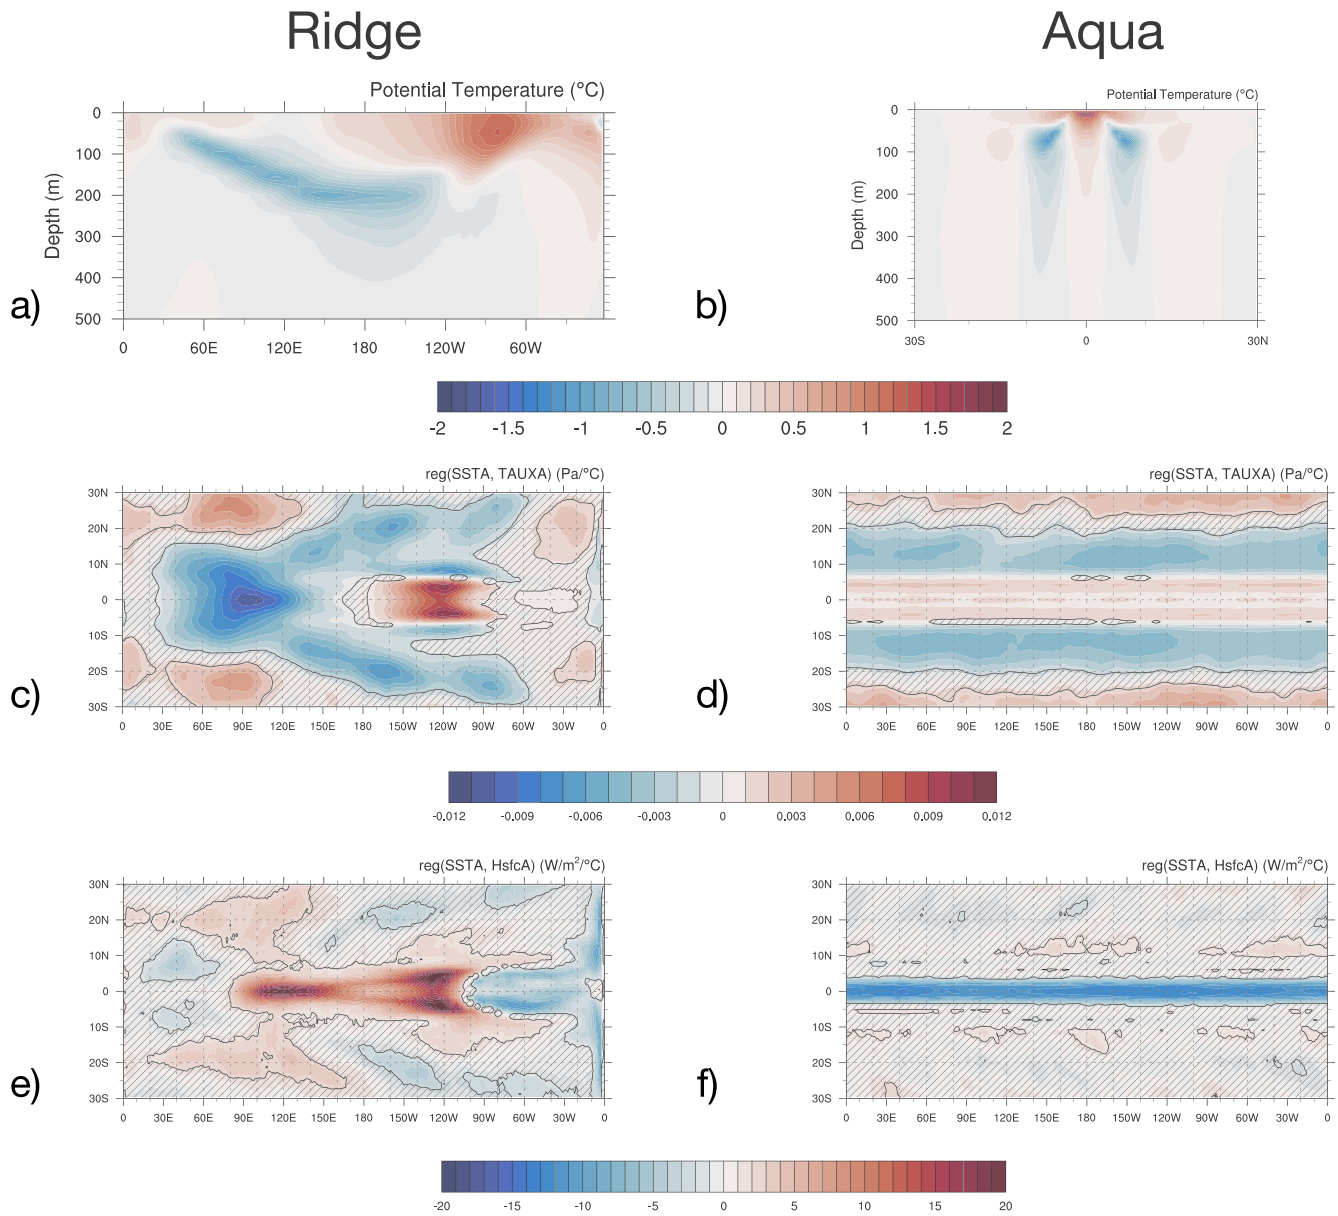 Ridge
Aqua
Potential Temperature (°C)
Potential Temperature (°C)
0
100
200
300
400
500
Depth (m)
0 60E 120E 180 120W 60W
a)
0
100
200
300
400
500
Depth (m)
30S 0 30N
b)
-2 -1.5 -1 -0.5 0 0.5 1 1.5 2
reg(SSTA, TAUXA) (Pa/°C)
reg(SSTA, TAUXA) (Pa/°C)
30N
20N
10N
0
10S
20S
30S
0 30E 60E 90E 120E 150E 180 150W 120W 90W 60W 30W 0
c)
30N
20N
10N
0
10S
20S
30S
0 30E 60E 90E 120E 150E 180 150W 120W 90W 60W 30W 0
d)
-0.012 -0.009 -0.006 -0.003 0 0.003 0.006 0.009 0.012
reg(SSTA, HsfcA) (W/m²/°C)
reg(SSTA, HsfcA) (W/m²/°C)
30N
20N
10N
0
10S
20S
30S
0 30E 60E 90E 120E 150E 180 150W 120W 90W 60W 30W 0
e)
30N
20N
10N
0
10S
20S
30S
0 30E 60E 90E 120E 150E 180 150W 120W 90W 60W 30W 0
f)
-20 -15 -10 -5 0 5 10 15 20